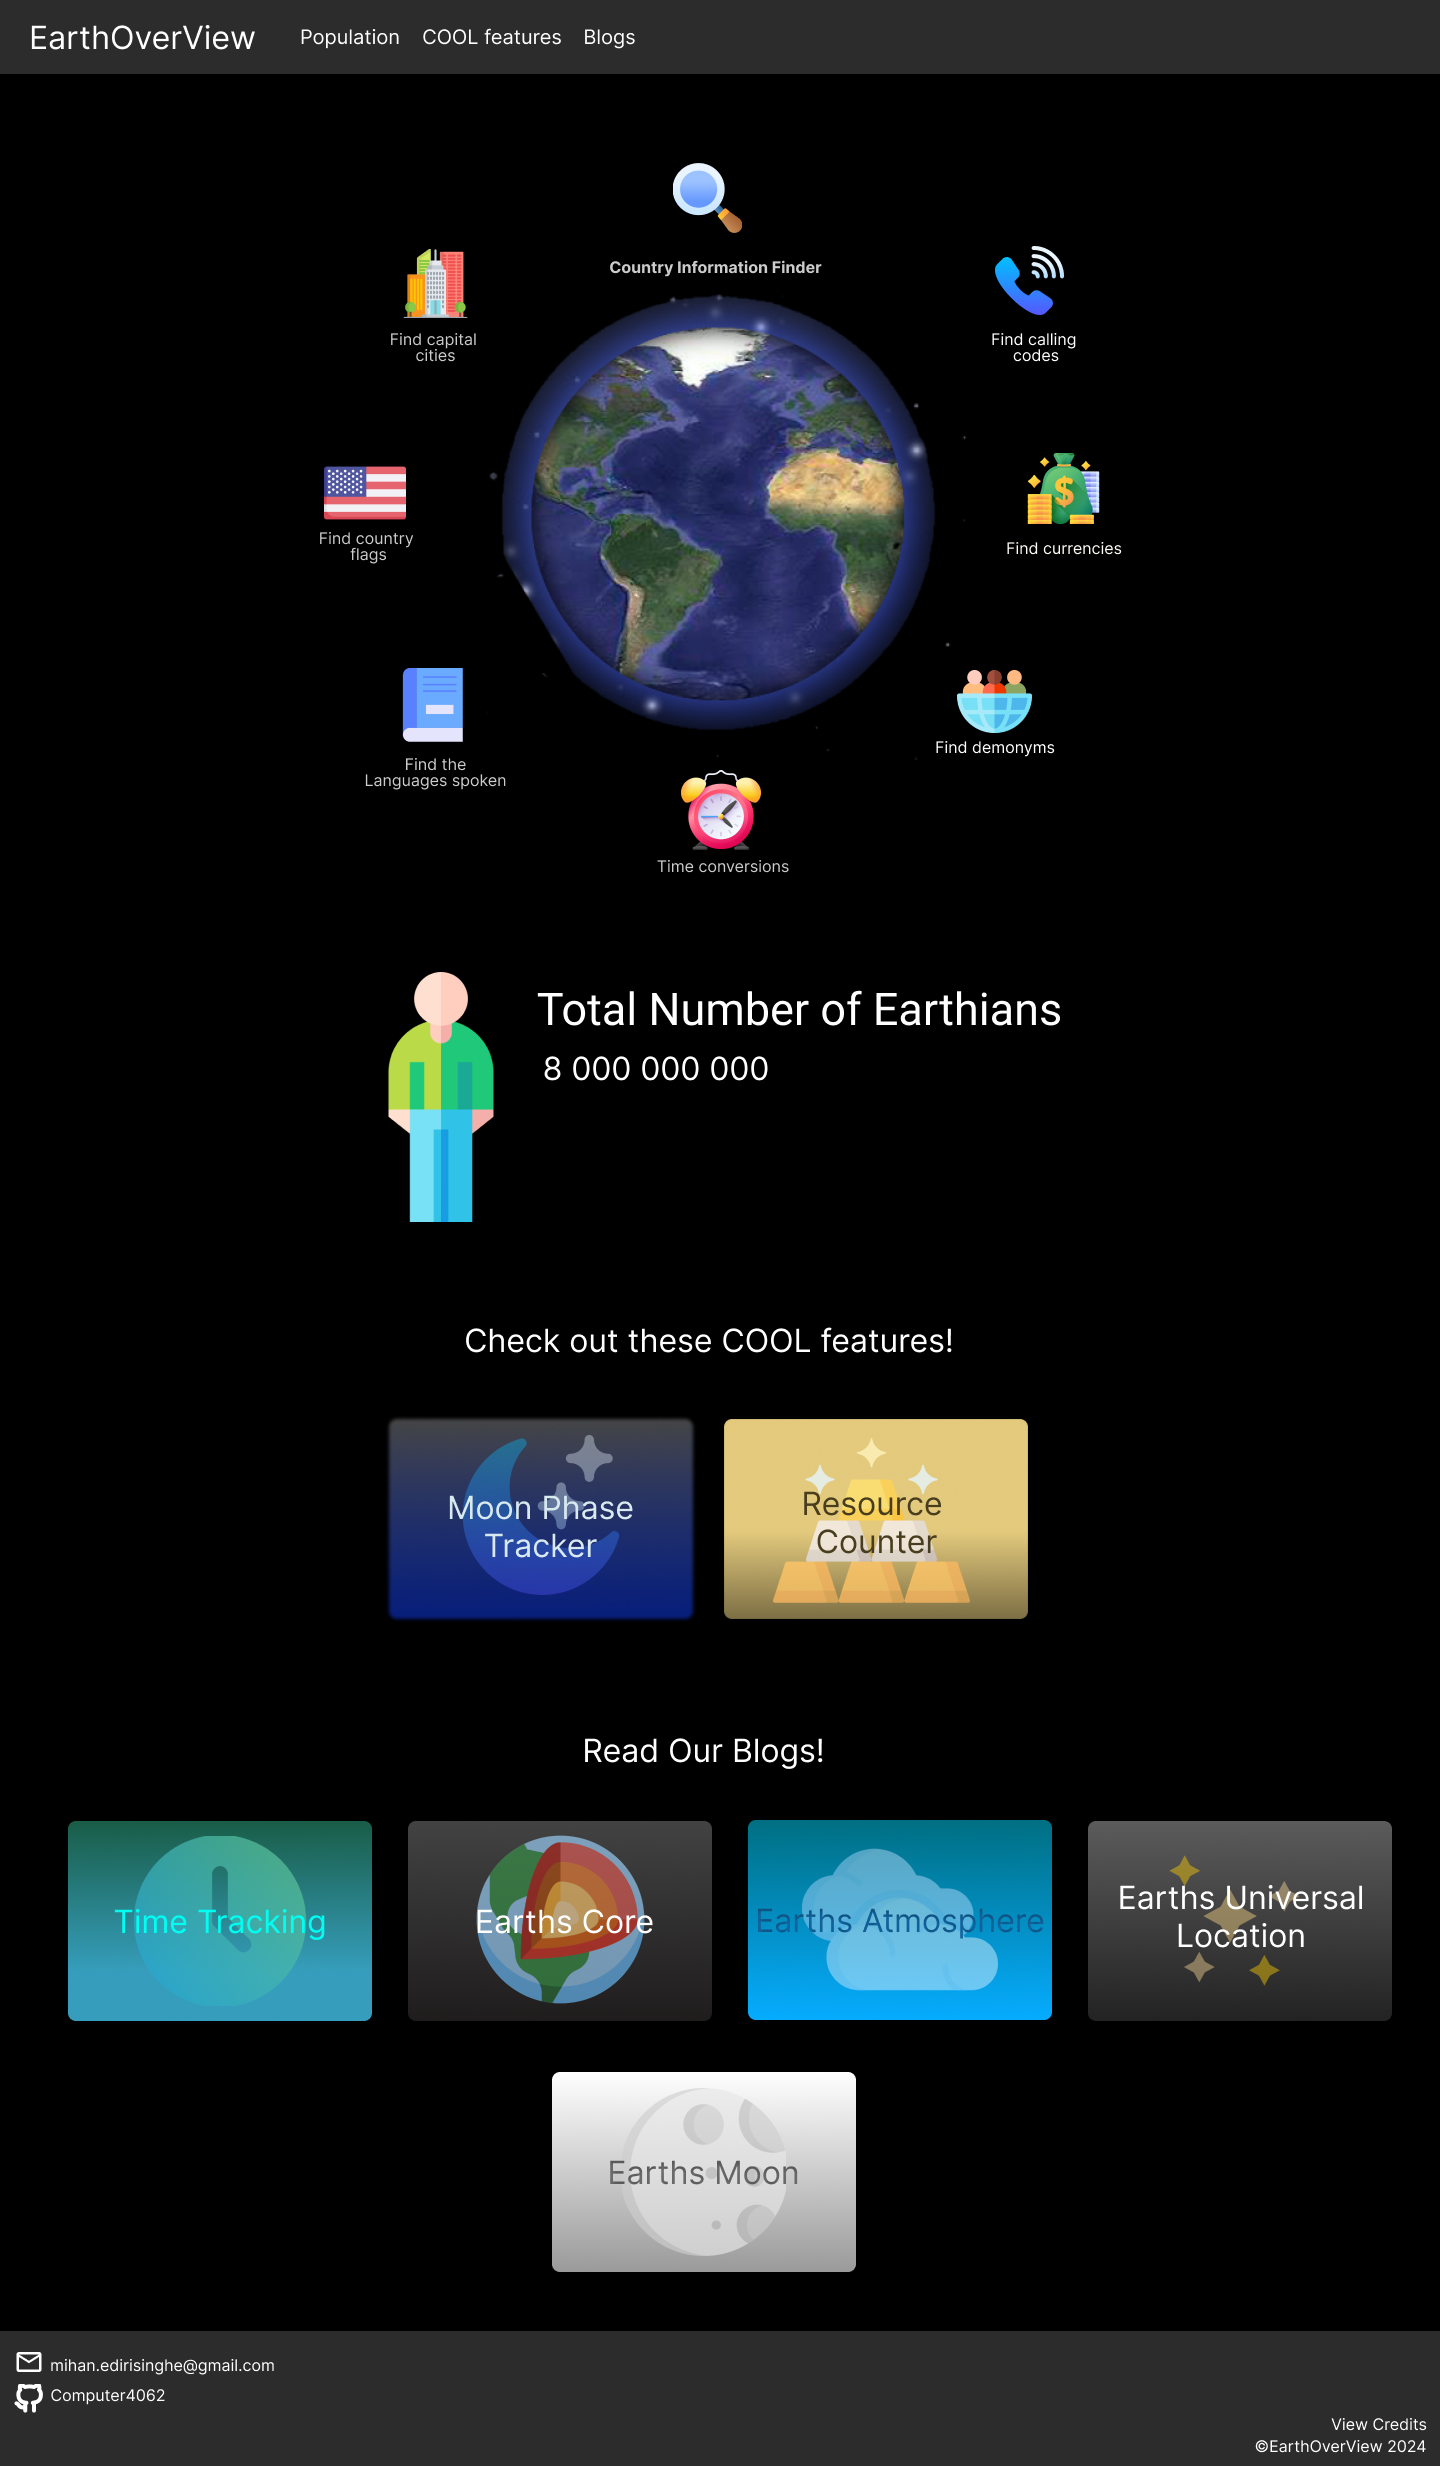 EarthOverView
Population
COOL features
Blogs
Country Information Finder
Find capital
cities
Find calling
codes
Find country
flags
Find currencies
Find the
Languages spoken
Find demonyms
Time conversions
Total Number of Earthians
8 000 000 000
Check out these COOL features!
Moon Phase
Tracker
Resource
Counter
Read Our Blogs!
Time Tracking
Earths Core
Earths Atmosphere
Earths Universal
Location
Earths Moon
mihan.edirisinghe@gmail.com
Computer4062
View Credits
©EarthOverView 2024